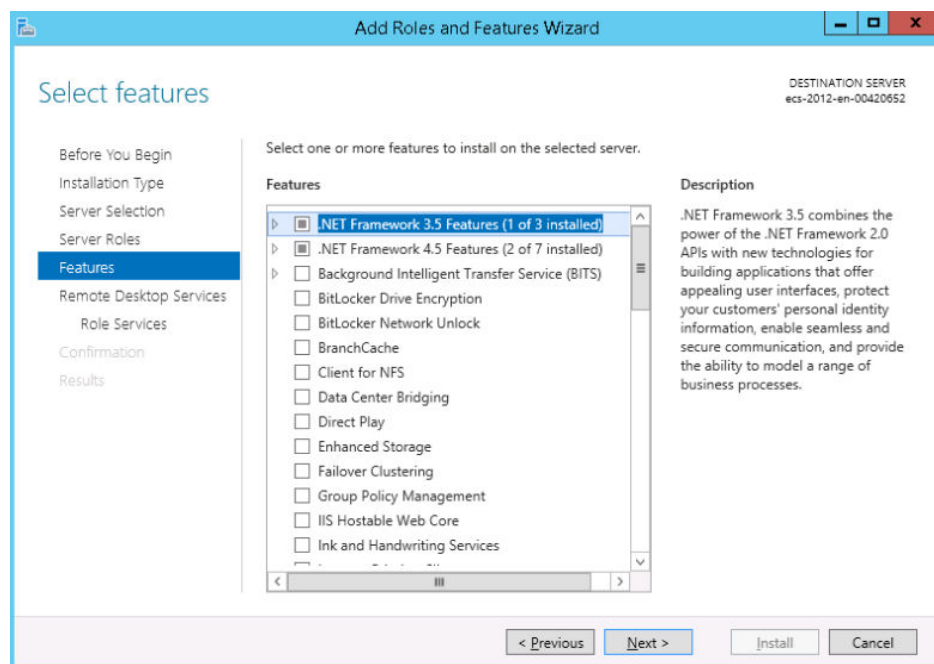 Add Roles and Features Wizard
Select features
DESTINATION SERVER
ecs-2012-en-00420652
Before You Begin
Installation Type
Server Selection
Server Roles
Features
Remote Desktop Services
Role Services
Confirmation
Results
Select one or more features to install on the selected server.
Features
.NET Framework 3.5 Features (1 of 3 installed)
.NET Framework 4.5 Features (2 of 7 installed)
Background Intelligent Transfer Service (BITS)
BitLocker Drive Encryption
BitLocker Network Unlock
BranchCache
Client for NFS
Data Center Bridging
Direct Play
Enhanced Storage
Failover Clustering
Group Policy Management
IIS Hostable Web Core
Ink and Handwriting Services
Description
.NET Framework 3.5 combines the
power of the .NET Framework 2.0
APIs with new technologies for
building applications that offer
appealing user interfaces, protect
your customers' personal identity
information, enable seamless and
secure communication, and provide
the ability to model a range of
business processes.
< Previous
Next >
Install
Cancel